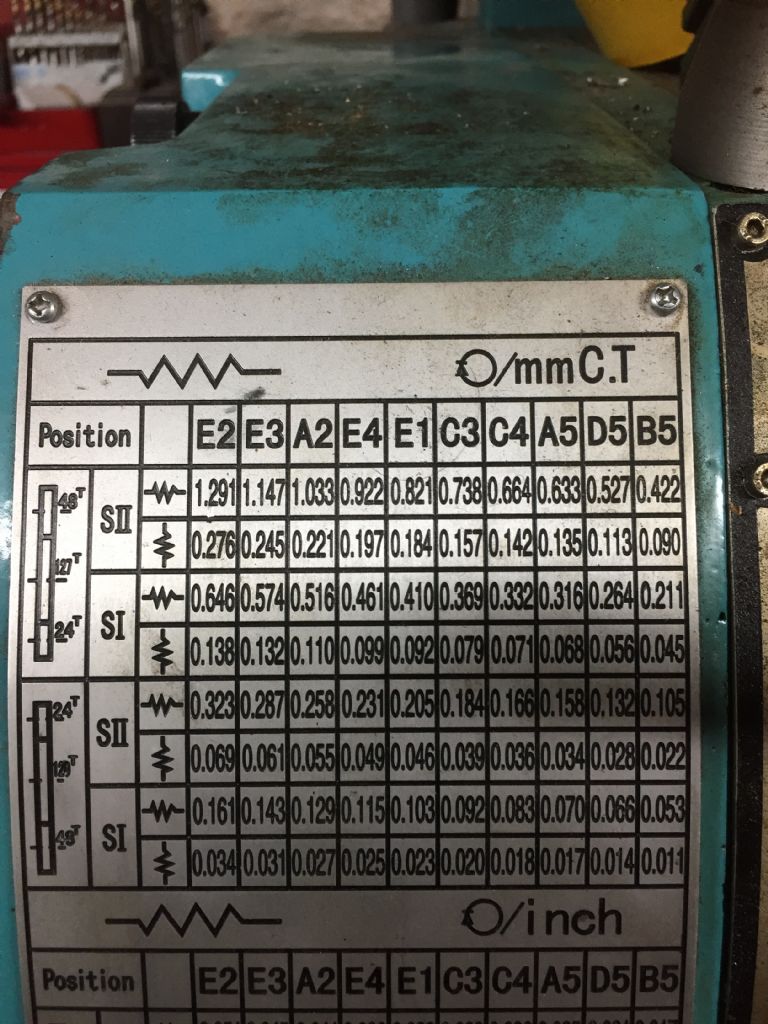 /mm C.T
Position E2 E3 A2 E4 E1 C3 C4 A5 D5 B5
48T SII 1.291 1.147 1.033 0.922 0.821 0.738 0.664 0.633 0.527 0.422
127T 0.276 0.245 0.221 0.197 0.184 0.157 0.142 0.135 0.113 0.090
24T SI 0.646 0.574 0.516 0.461 0.410 0.369 0.332 0.316 0.264 0.211
0.138 0.132 0.110 0.099 0.092 0.079 0.071 0.068 0.056 0.045
24T SII 0.323 0.287 0.258 0.231 0.205 0.184 0.166 0.158 0.132 0.105
0.069 0.061 0.055 0.049 0.046 0.039 0.036 0.034 0.028 0.022
48T SI 0.161 0.143 0.129 0.115 0.103 0.092 0.083 0.070 0.066 0.053
0.034 0.031 0.027 0.025 0.023 0.020 0.018 0.017 0.014 0.011
/inch
Position E2 E3 A2 E4 E1 C3 C4 A5 D5 B5